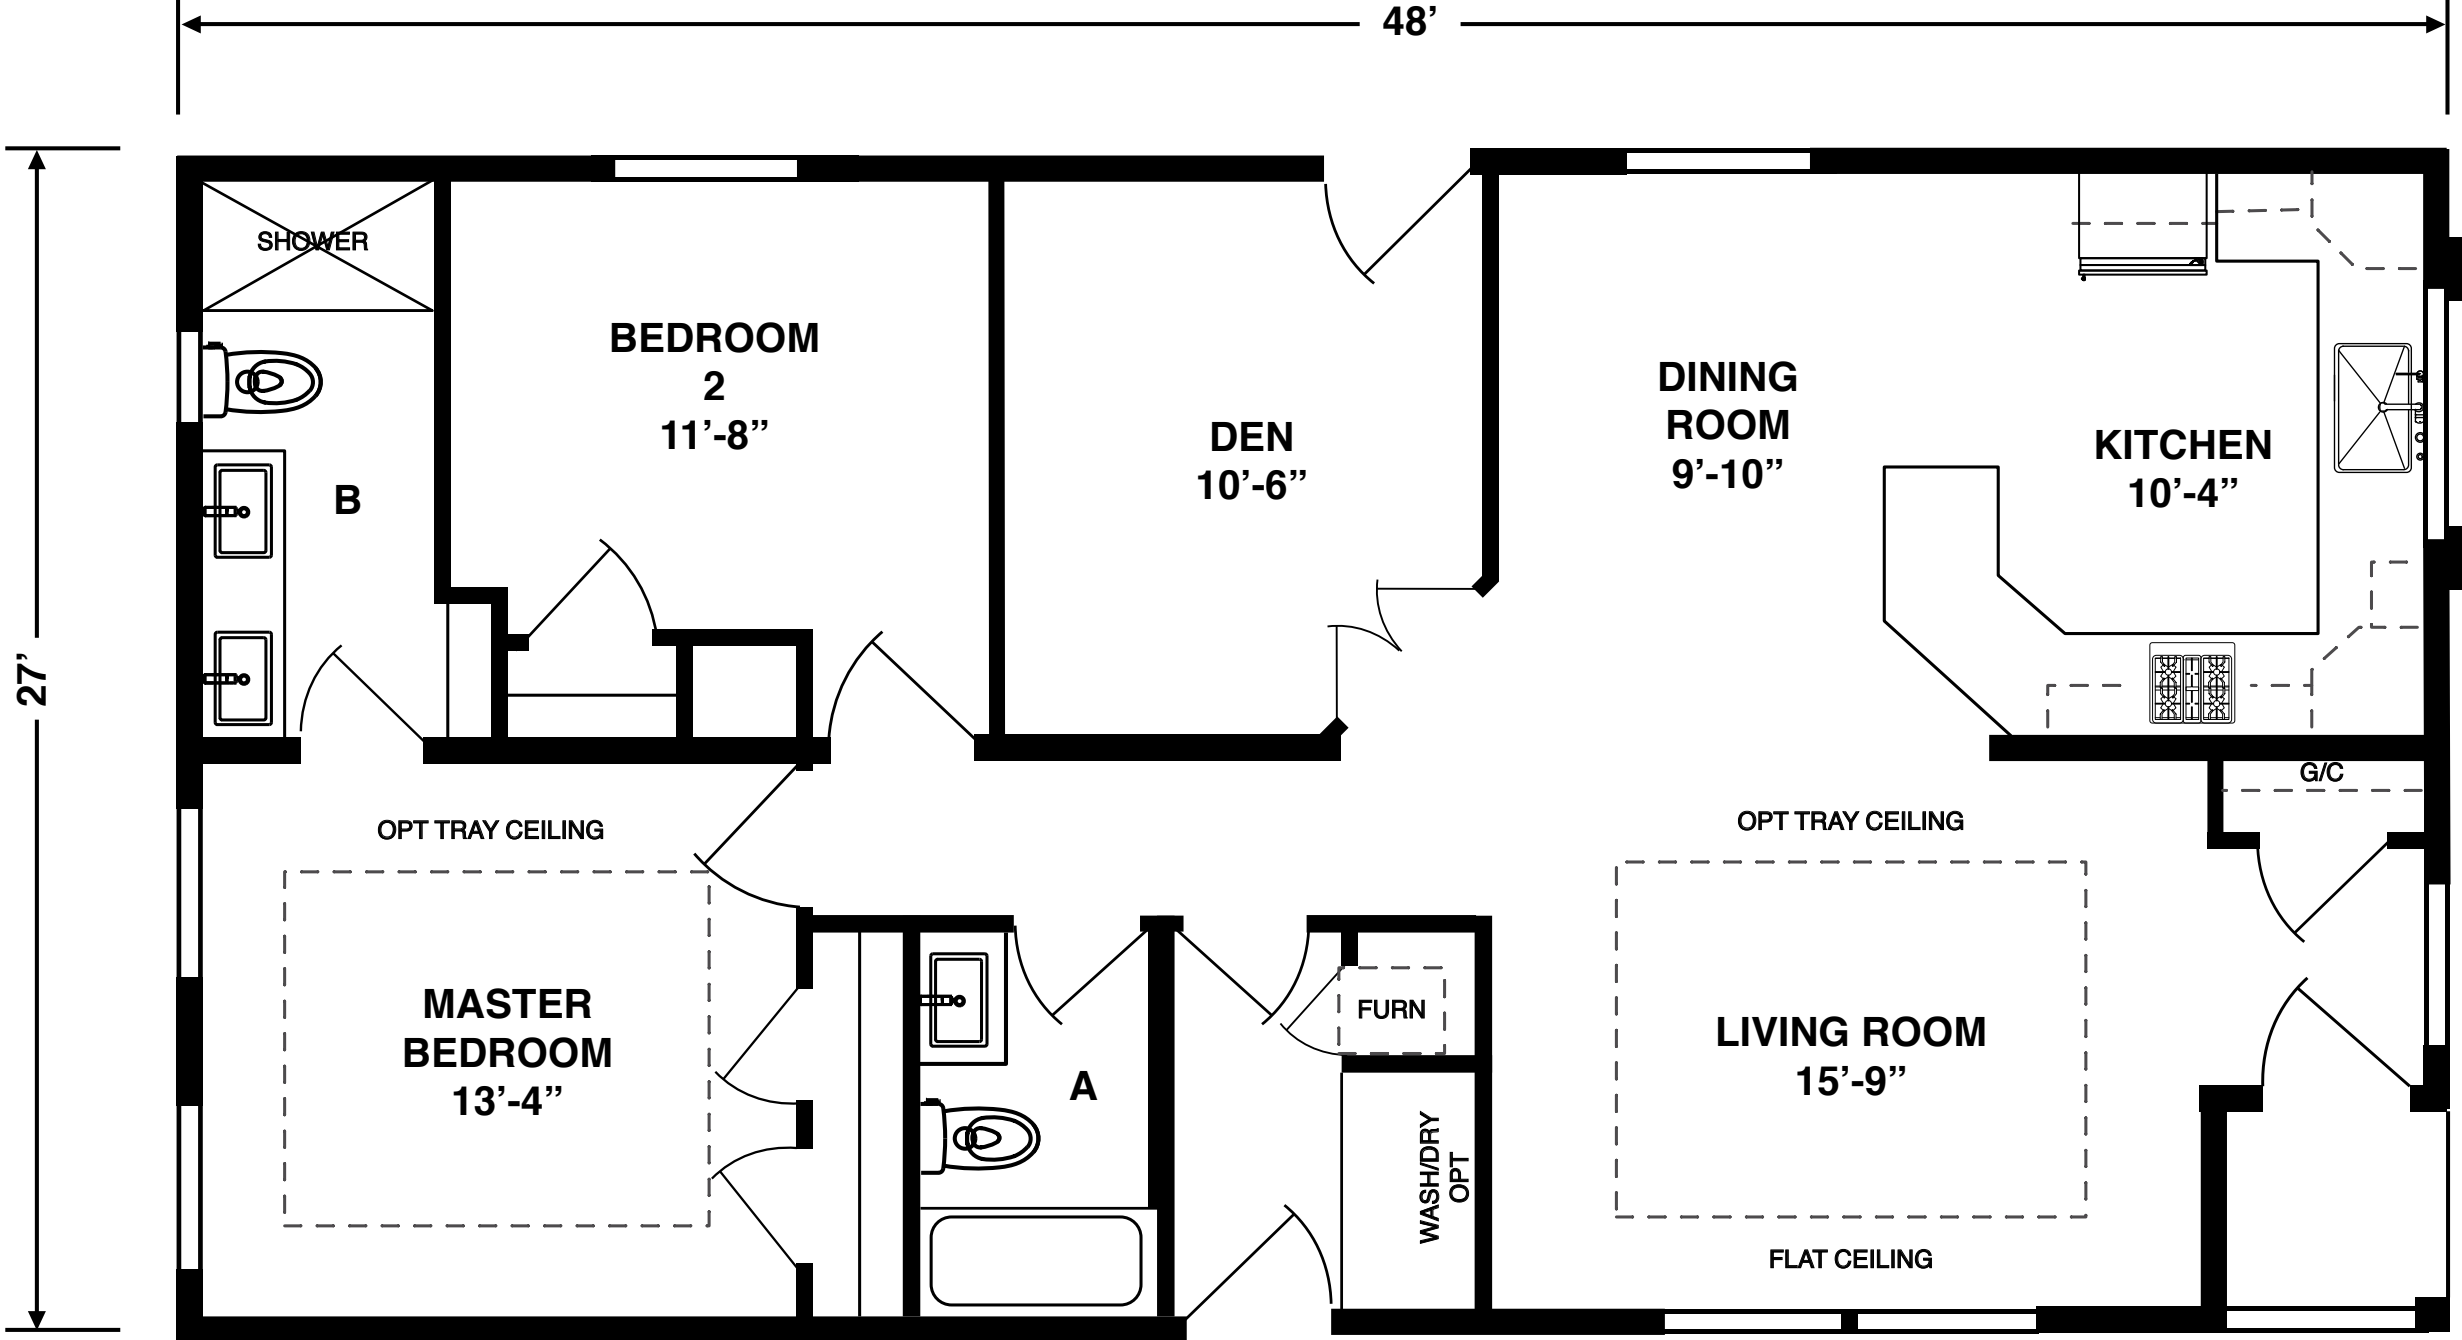 48’
27’
SHOWER
BEDROOM
2
11’-8”
B
DEN
10’-6”
DINING
ROOM
9’-10”
KITCHEN
10’-4”
G/C
OPT TRAY CEILING
OPT TRAY CEILING
MASTER
BEDROOM
13’-4”
A
FURN
WASH/DRY
OPT
LIVING ROOM
15’-9”
FLAT CEILING